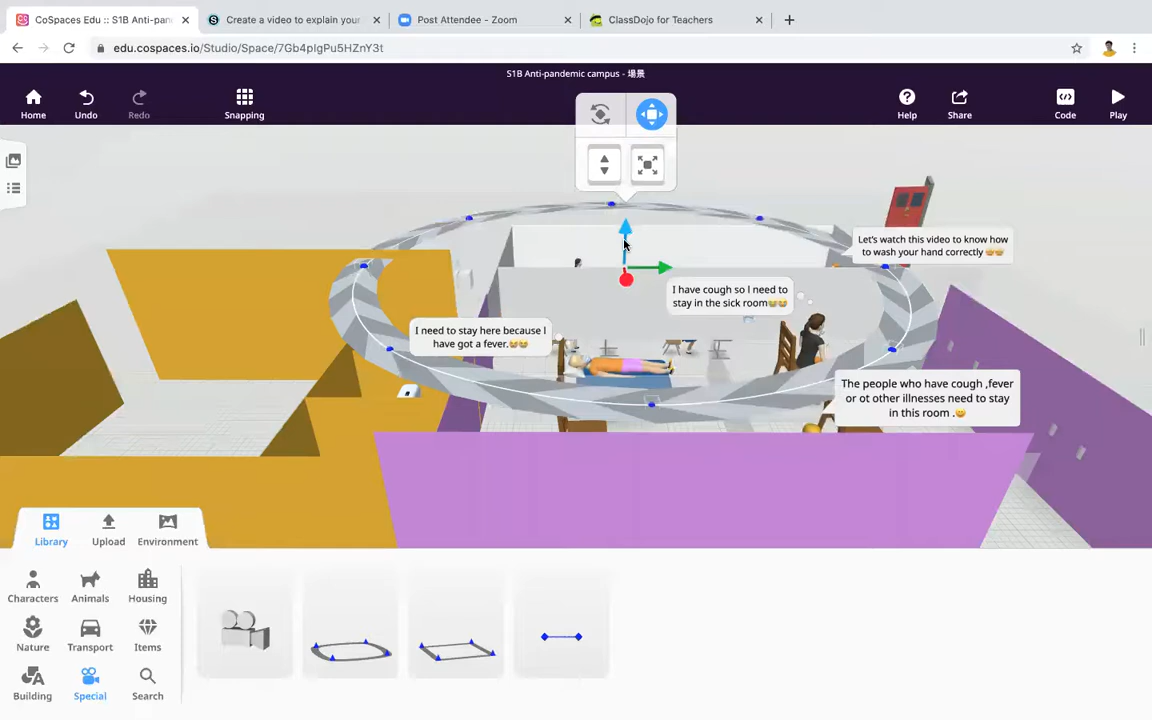 CoSpaces Edu :: S1B Anti-pan
Create a video to explain your
Post Attendee - Zoom
ClassDojo for Teachers
edu.cospaces.io/Studio/Space/7Gb4pIgPu5HZnY3t
S1B Anti-pandemic campus - 場景
Home
Undo
Redo
Snapping
Help
Share
Code
Play
Let's watch this video to know how
to wash your hand correctly 😷😷
I have cough so I need to
stay in the sick room😭😭
I need to stay here because I
have got a fever.😭😭
The people who have cough ,fever
or ot other illnesses need to stay
in this room .😀
Library
Upload
Environment
Characters
Animals
Housing
Nature
Transport
Items
Building
Special
Search